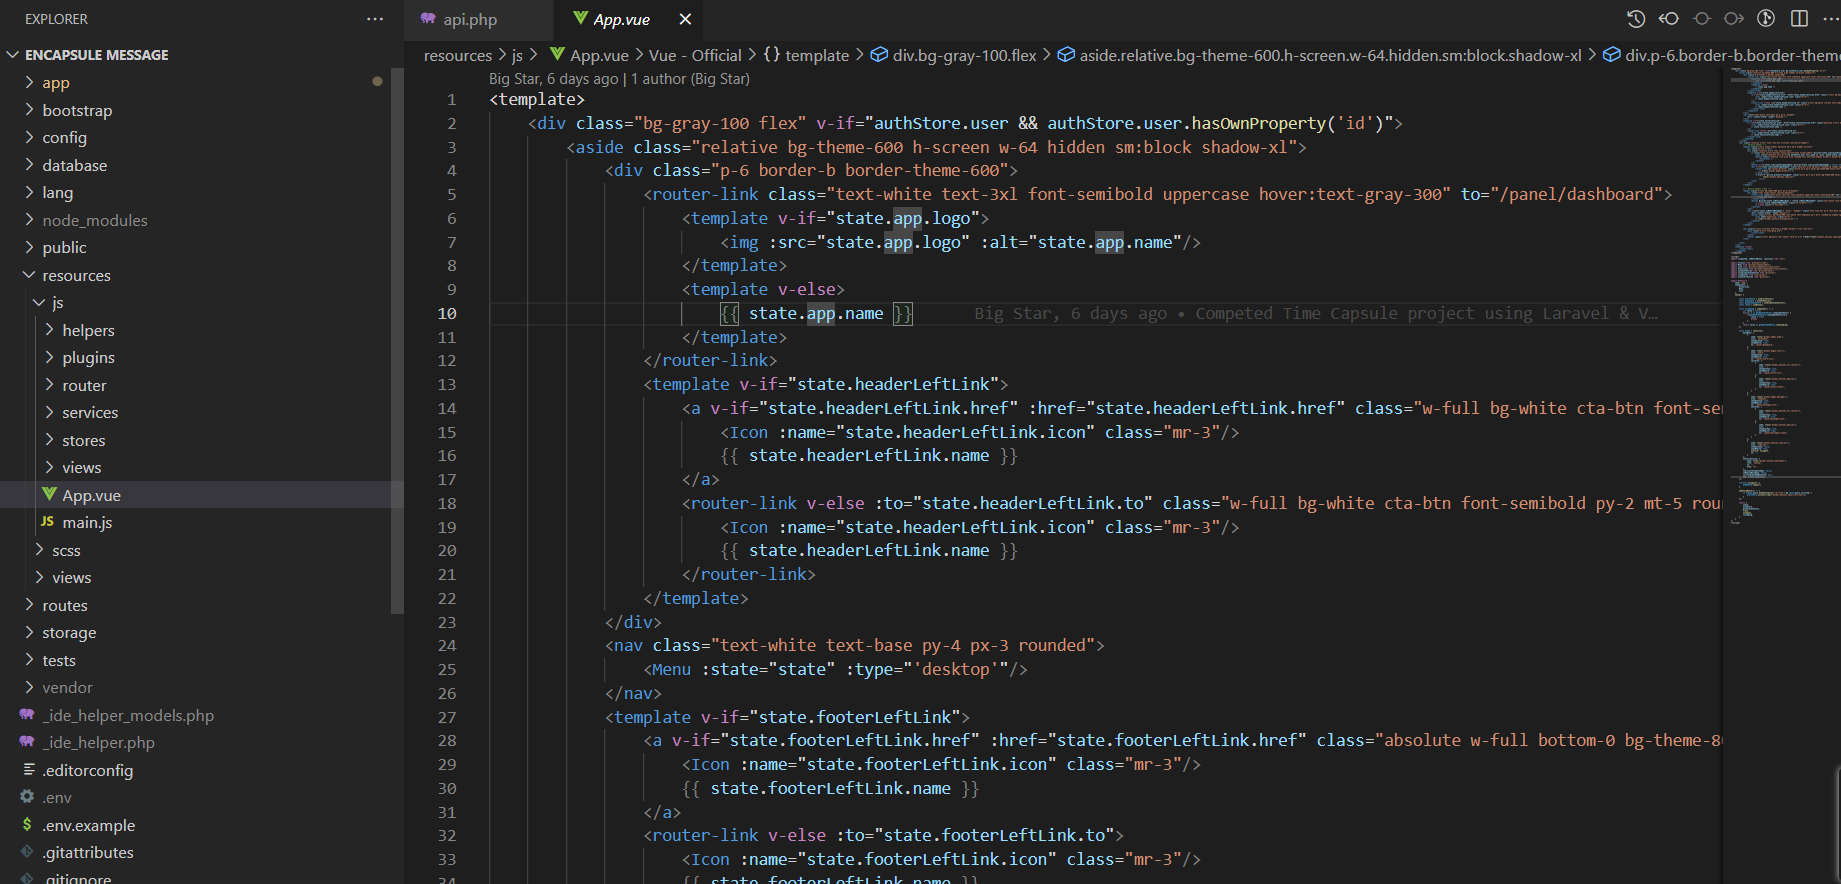 EXPLORER
ENCAPSULE MESSAGE
app
bootstrap
config
database
lang
node_modules
public
resources
js
helpers
plugins
router
services
stores
views
App.vue
JS main.js
scss
views
routes
storage
tests
vendor
_ide_helper_models.php
_ide_helper.php
.editorconfig
.env
$ .env.example
.gitattributes
.gitignore
api.php
App.vue
resources > js > App.vue > Vue - Official > {} template > div.bg-gray-100.flex > aside.relative.bg-theme-600.h-screen.w-64.hidden.sm:block.shadow-xl > div.p-6.border-b.border-theme
Big Star, 6 days ago | 1 author (Big Star)
1 <template>
2 <div class="bg-gray-100 flex" v-if="authStore.user && authStore.user.hasOwnProperty('id')">
3 <aside class="relative bg-theme-600 h-screen w-64 hidden sm:block shadow-xl">
4 <div class="p-6 border-b border-theme-600">
5 <router-link class="text-white text-3xl font-semibold uppercase hover:text-gray-300" to="/panel/dashboard">
6 <template v-if="state.app.logo">
7 <img :src="state.app.logo" :alt="state.app.name"/>
8 </template>
9 <template v-else>
10 {{ state.app.name }} Big Star, 6 days ago • Competed Time Capsule project using Laravel & V…
11 </template>
12 </router-link>
13 <template v-if="state.headerLeftLink">
14 <a v-if="state.headerLeftLink.href" :href="state.headerLeftLink.href" class="w-full bg-white cta-btn font-se
15 <Icon :name="state.headerLeftLink.icon" class="mr-3"/>
16 {{ state.headerLeftLink.name }}
17 </a>
18 <router-link v-else :to="state.headerLeftLink.to" class="w-full bg-white cta-btn font-semibold py-2 mt-5 rou
19 <Icon :name="state.headerLeftLink.icon" class="mr-3"/>
20 {{ state.headerLeftLink.name }}
21 </router-link>
22 </template>
23 </div>
24 <nav class="text-white text-base py-4 px-3 rounded">
25 <Menu :state="state" :type="'desktop'"/>
26 </nav>
27 <template v-if="state.footerLeftLink">
28 <a v-if="state.footerLeftLink.href" :href="state.footerLeftLink.href" class="absolute w-full bottom-0 bg-theme-8
29 <Icon :name="state.footerLeftLink.icon" class="mr-3"/>
30 {{ state.footerLeftLink.name }}
31 </a>
32 <router-link v-else :to="state.footerLeftLink.to">
33 <Icon :name="state.footerLeftLink.icon" class="mr-3"/>
34 {{ state.footerLeftLink.name }}